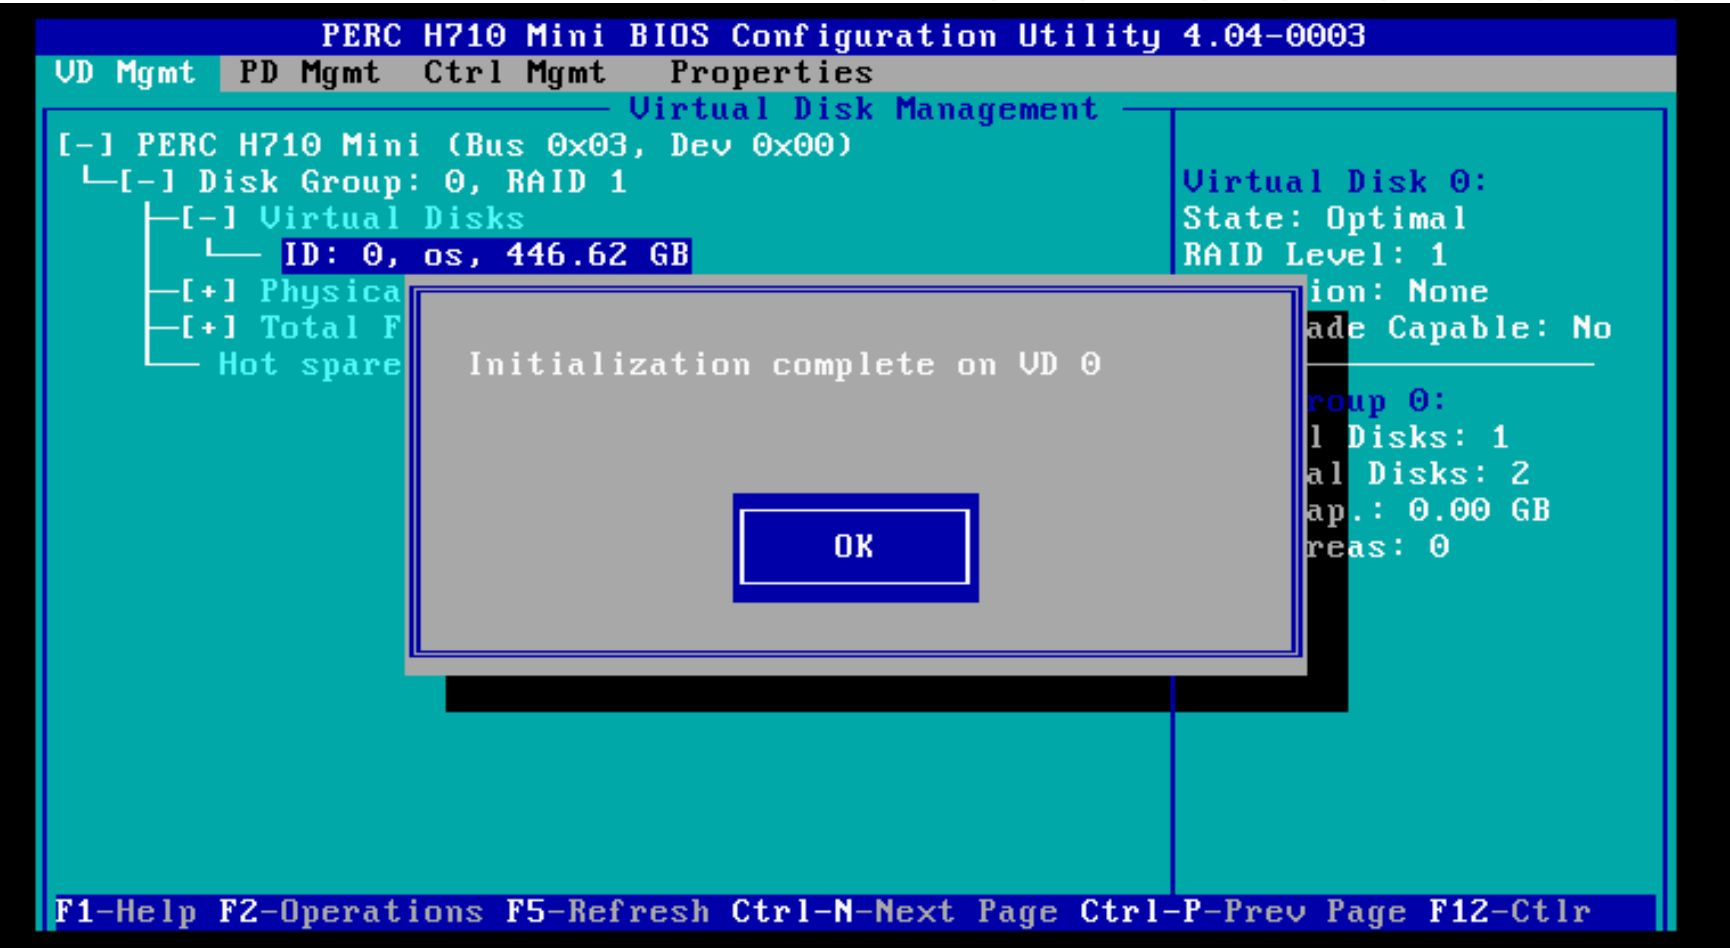 PERC H710 Mini BIOS Configuration Utility 4.04-0003
VD Mgmt PD Mgmt Ctrl Mgmt Properties
Virtual Disk Management
[-] PERC H710 Mini (Bus 0x03, Dev 0x00)
[-] Disk Group: 0, RAID 1
[-] Virtual Disks
ID: 0, os, 446.62 GB
[+] Physica
[+] Total F
Hot spare
Virtual Disk 0:
State: Optimal
RAID Level: 1
ion: None
ade Capable: No
roup 0:
l Disks: 1
al Disks: 2
ap.: 0.00 GB
reas: 0
Initialization complete on VD 0
OK
F1-Help F2-Operations F5-Refresh Ctrl-N-Next Page Ctrl-P-Prev Page F12-Ctlr